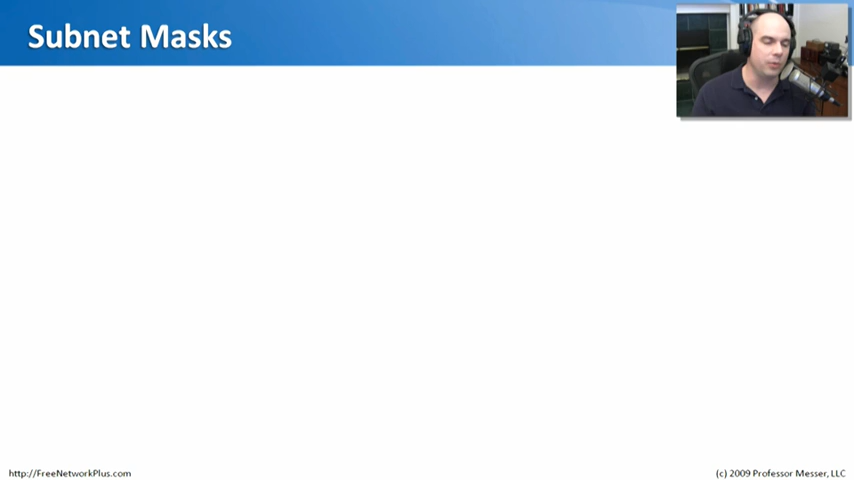 Subnet Masks
http://FreeNetworkPlus.com
(c) 2009 Professor Messer, LLC